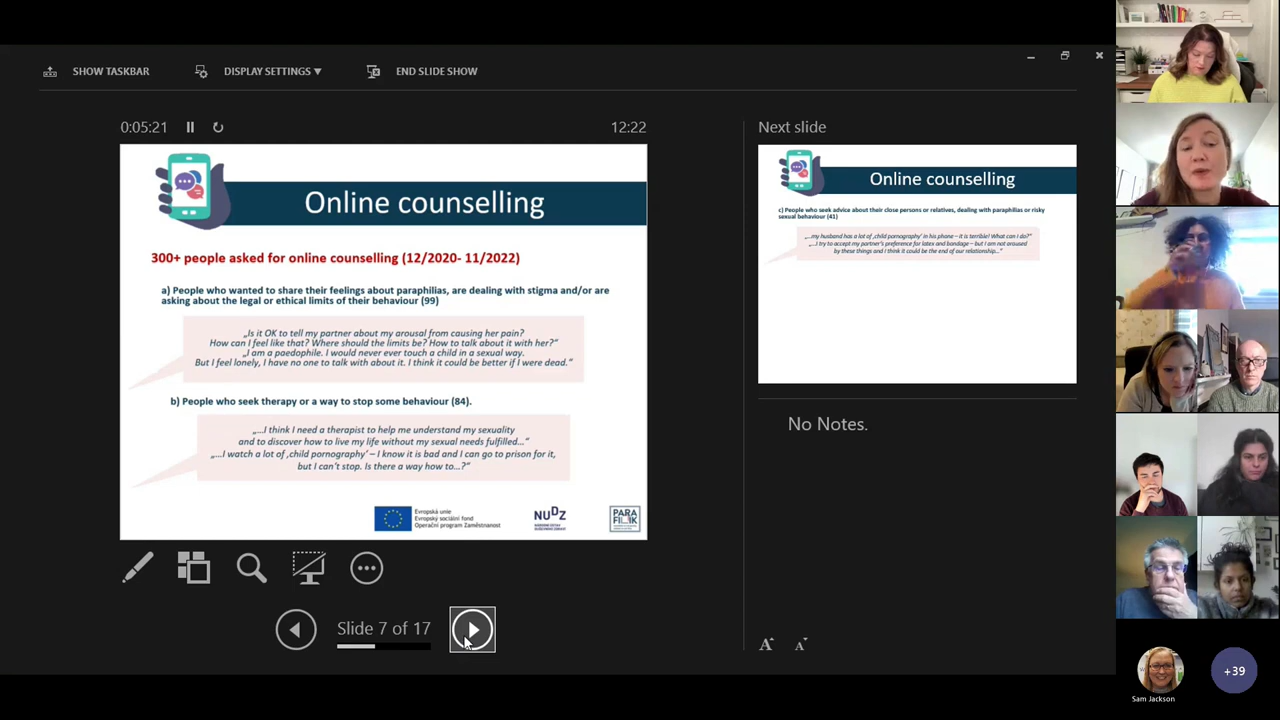 SHOW TASKBAR
DISPLAY SETTINGS ▼
END SLIDE SHOW
0:05:21
12:22
Online counselling
300+ people asked for online counselling (12/2020- 11/2022)
a) People who wanted to share their feelings about paraphilias, are dealing with stigma and/or are
asking about the legal or ethical limits of their behaviour (99)
„Is it OK to tell my partner about my arousal from causing her pain?
How can I feel like that? Where should the limits be? How to talk about it with her?“
„I am a paedophile. I would never ever touch a child in a sexual way.
But I feel lonely, I have no one to talk with about it. I think it could be better if I were dead.“
b) People who seek therapy or a way to stop some behaviour (84).
„…I think I need a therapist to help me understand my sexuality
and to discover how to live my life without my sexual needs fulfilled…“
„…I watch a lot of ‚child pornography‘ – I know it is bad and I can go to prison for it,
but I can‘t stop. Is there a way how to…?“
Evropská unie
Evropský sociální fond
Operační program Zaměstnanost
NUDZ
PARA
FILIK
Slide 7 of 17
Next slide
Online counselling
c) People who seek advice about their close persons or relatives, dealing with paraphilias or risky
sexual behaviour (41)
„…my husband has a lot of ‚child pornography‘ in his phone – it is terrible! What can I do?“
„…I try to accept my partner‘s preference for latex and bondage – but I am not aroused
by these things and I think it could be the end of our relationship…“
No Notes.
A
A
Sam Jackson
+39